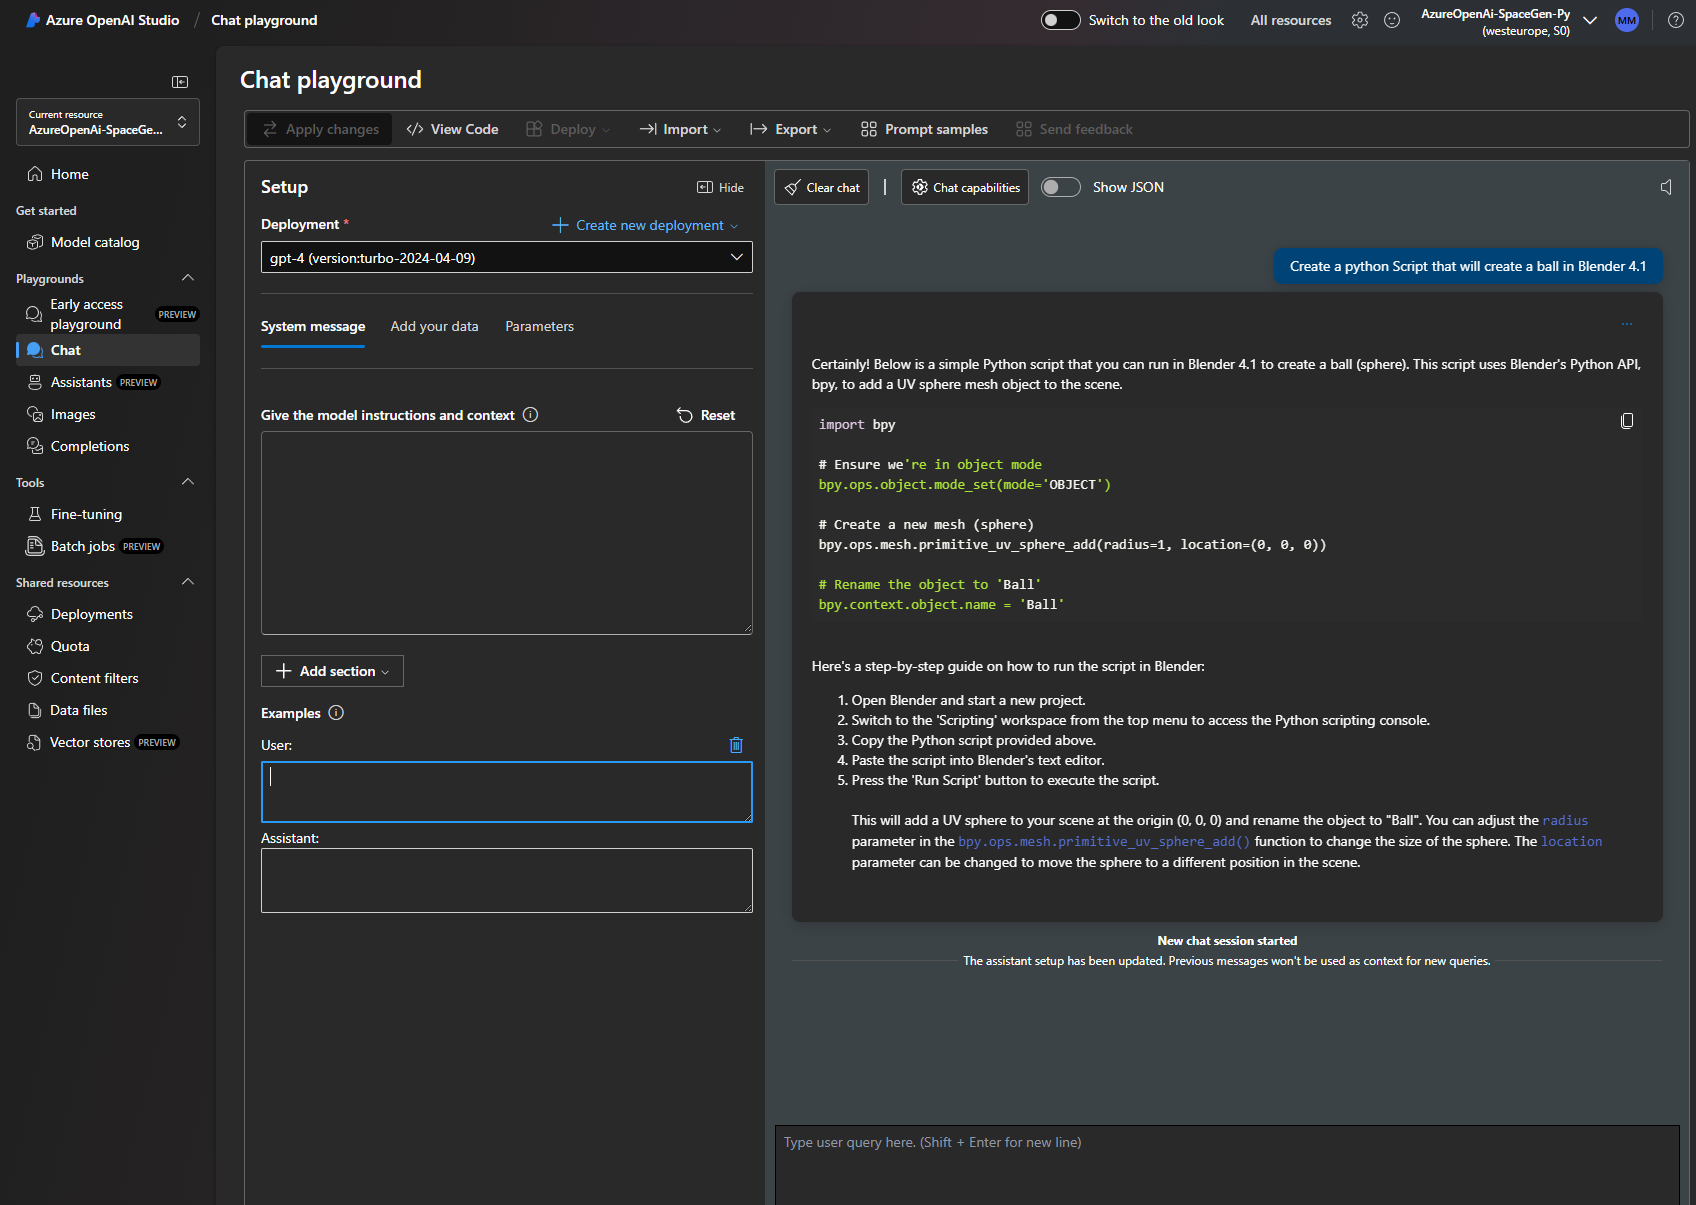 Azure OpenAI Studio / Chat playground
Switch to the old look
All resources
AzureOpenAi-SpaceGen-Py
(westeurope, S0)
MM
Current resource
AzureOpenAi-SpaceGe...
Home
Get started
Model catalog
Playgrounds
Early access
playground
PREVIEW
Chat
Assistants PREVIEW
Images
Completions
Tools
Fine-tuning
Batch jobs PREVIEW
Shared resources
Deployments
Quota
Content filters
Data files
Vector stores PREVIEW
Chat playground
Apply changes
View Code
Deploy
Import
Export
Prompt samples
Send feedback
Setup
Hide
Deployment *
Create new deployment
gpt-4 (version:turbo-2024-04-09)
System message
Add your data
Parameters
Give the model instructions and context
Reset
Add section
Examples
User:
Assistant:
Clear chat
|
Chat capabilities
Show JSON
Create a python Script that will create a ball in Blender 4.1
...
Certainly! Below is a simple Python script that you can run in Blender 4.1 to create a ball (sphere). This script uses Blender's Python API,
bpy, to add a UV sphere mesh object to the scene.
import bpy
# Ensure we're in object mode
bpy.ops.object.mode_set(mode='OBJECT')
# Create a new mesh (sphere)
bpy.ops.mesh.primitive_uv_sphere_add(radius=1, location=(0, 0, 0))
# Rename the object to 'Ball'
bpy.context.object.name = 'Ball'
Here's a step-by-step guide on how to run the script in Blender:
1. Open Blender and start a new project.
2. Switch to the 'Scripting' workspace from the top menu to access the Python scripting console.
3. Copy the Python script provided above.
4. Paste the script into Blender's text editor.
5. Press the 'Run Script' button to execute the script.
This will add a UV sphere to your scene at the origin (0, 0, 0) and rename the object to "Ball". You can adjust the radius
parameter in the bpy.ops.mesh.primitive_uv_sphere_add() function to change the size of the sphere. The location
parameter can be changed to move the sphere to a different position in the scene.
New chat session started
The assistant setup has been updated. Previous messages won't be used as context for new queries.
Type user query here. (Shift + Enter for new line)